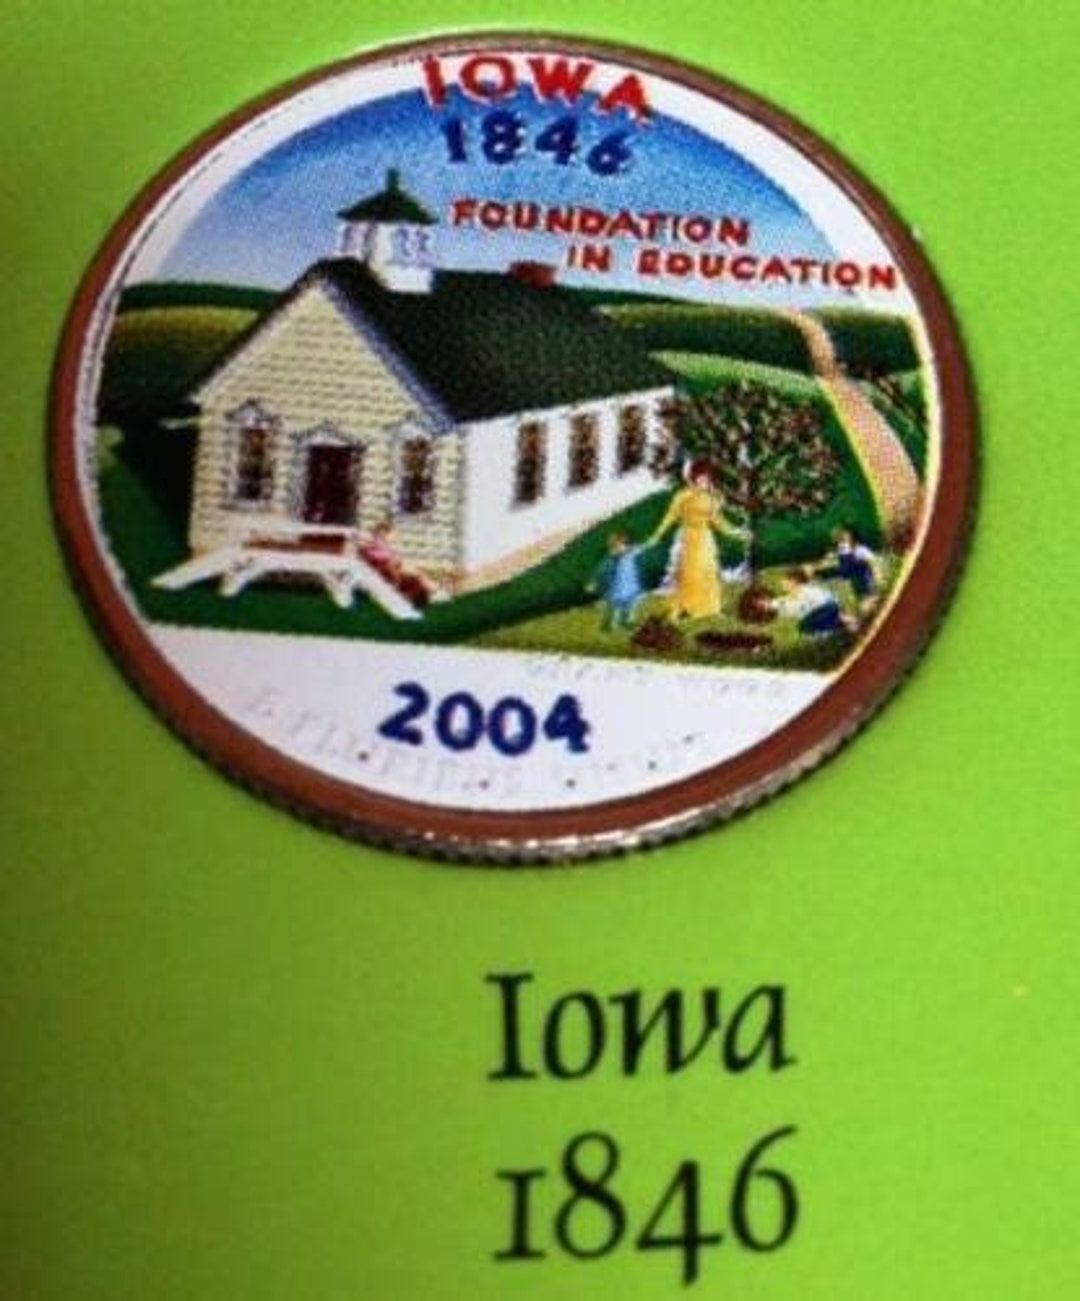 IOWA
1846
FOUNDATION
IN EDUCATION
2004
Iowa
1846